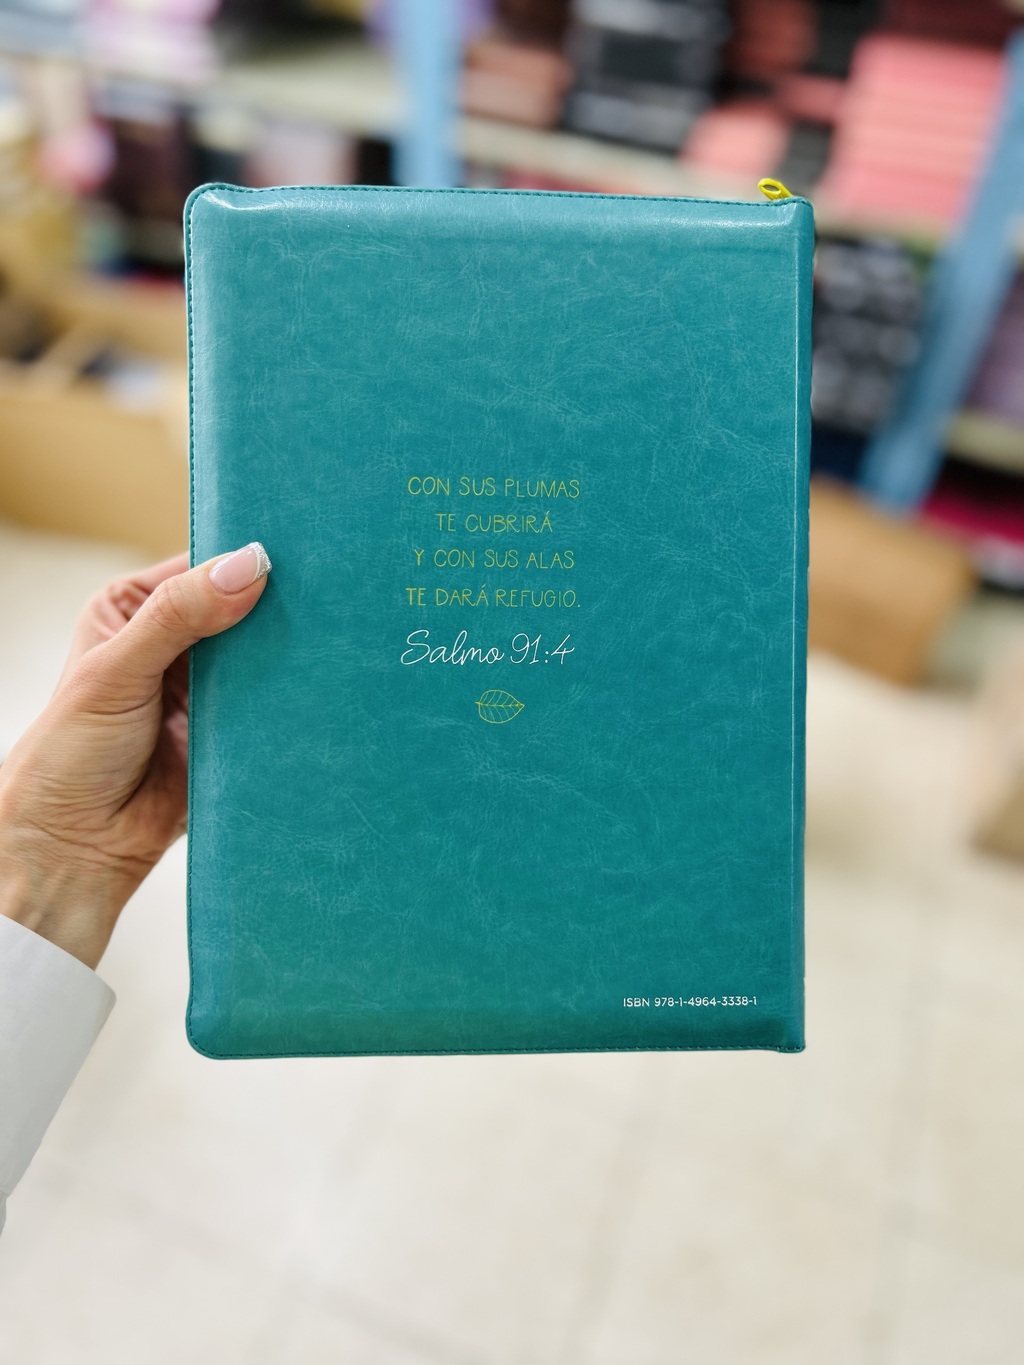 CON SUS PLUMAS
TE CUBRIRÁ
Y CON SUS ALAS
TE DARÁ REFUGIO.
Salmo 91:4
ISBN 978-1-4964-3338-1